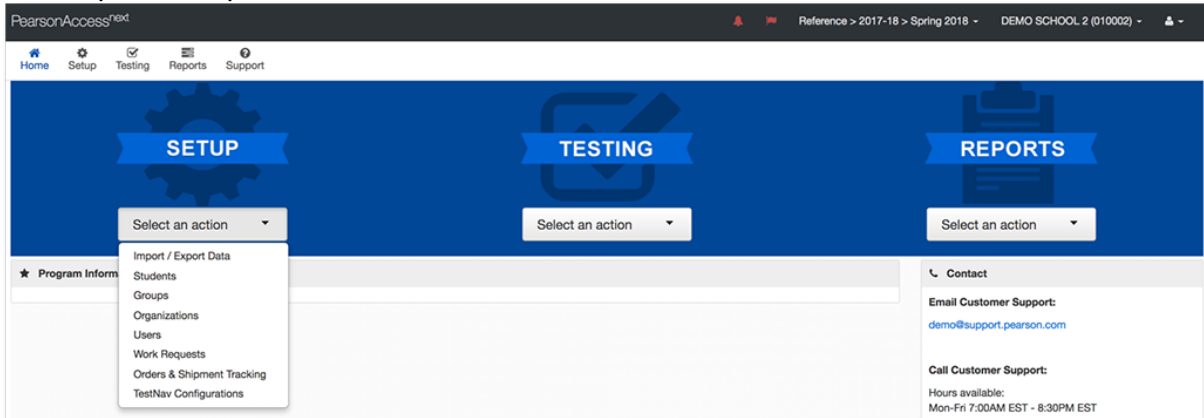 PearsonAccessnext
Reference > 2017-18 > Spring 2018
DEMO SCHOOL 2 (010002)
Home Setup Testing Reports Support
SETUP
TESTING
REPORTS
Select an action
Select an action
Select an action
Import / Export Data
Students
Groups
Organizations
Users
Work Requests
Orders & Shipment Tracking
TestNav Configurations
Program Inform
Contact
Email Customer Support:
demo@support.pearson.com
Call Customer Support:
Hours available:
Mon-Fri 7:00AM EST - 8:30PM EST